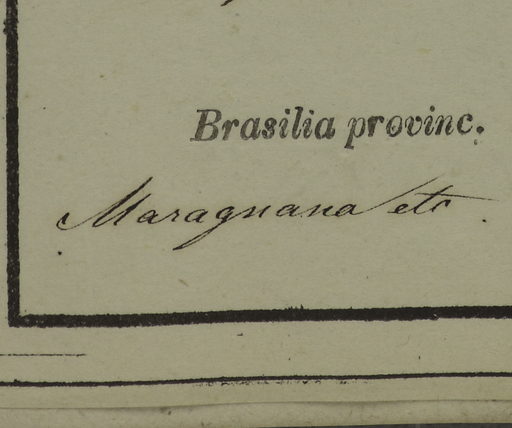 Brasilia provinc.
Maragnana etc.